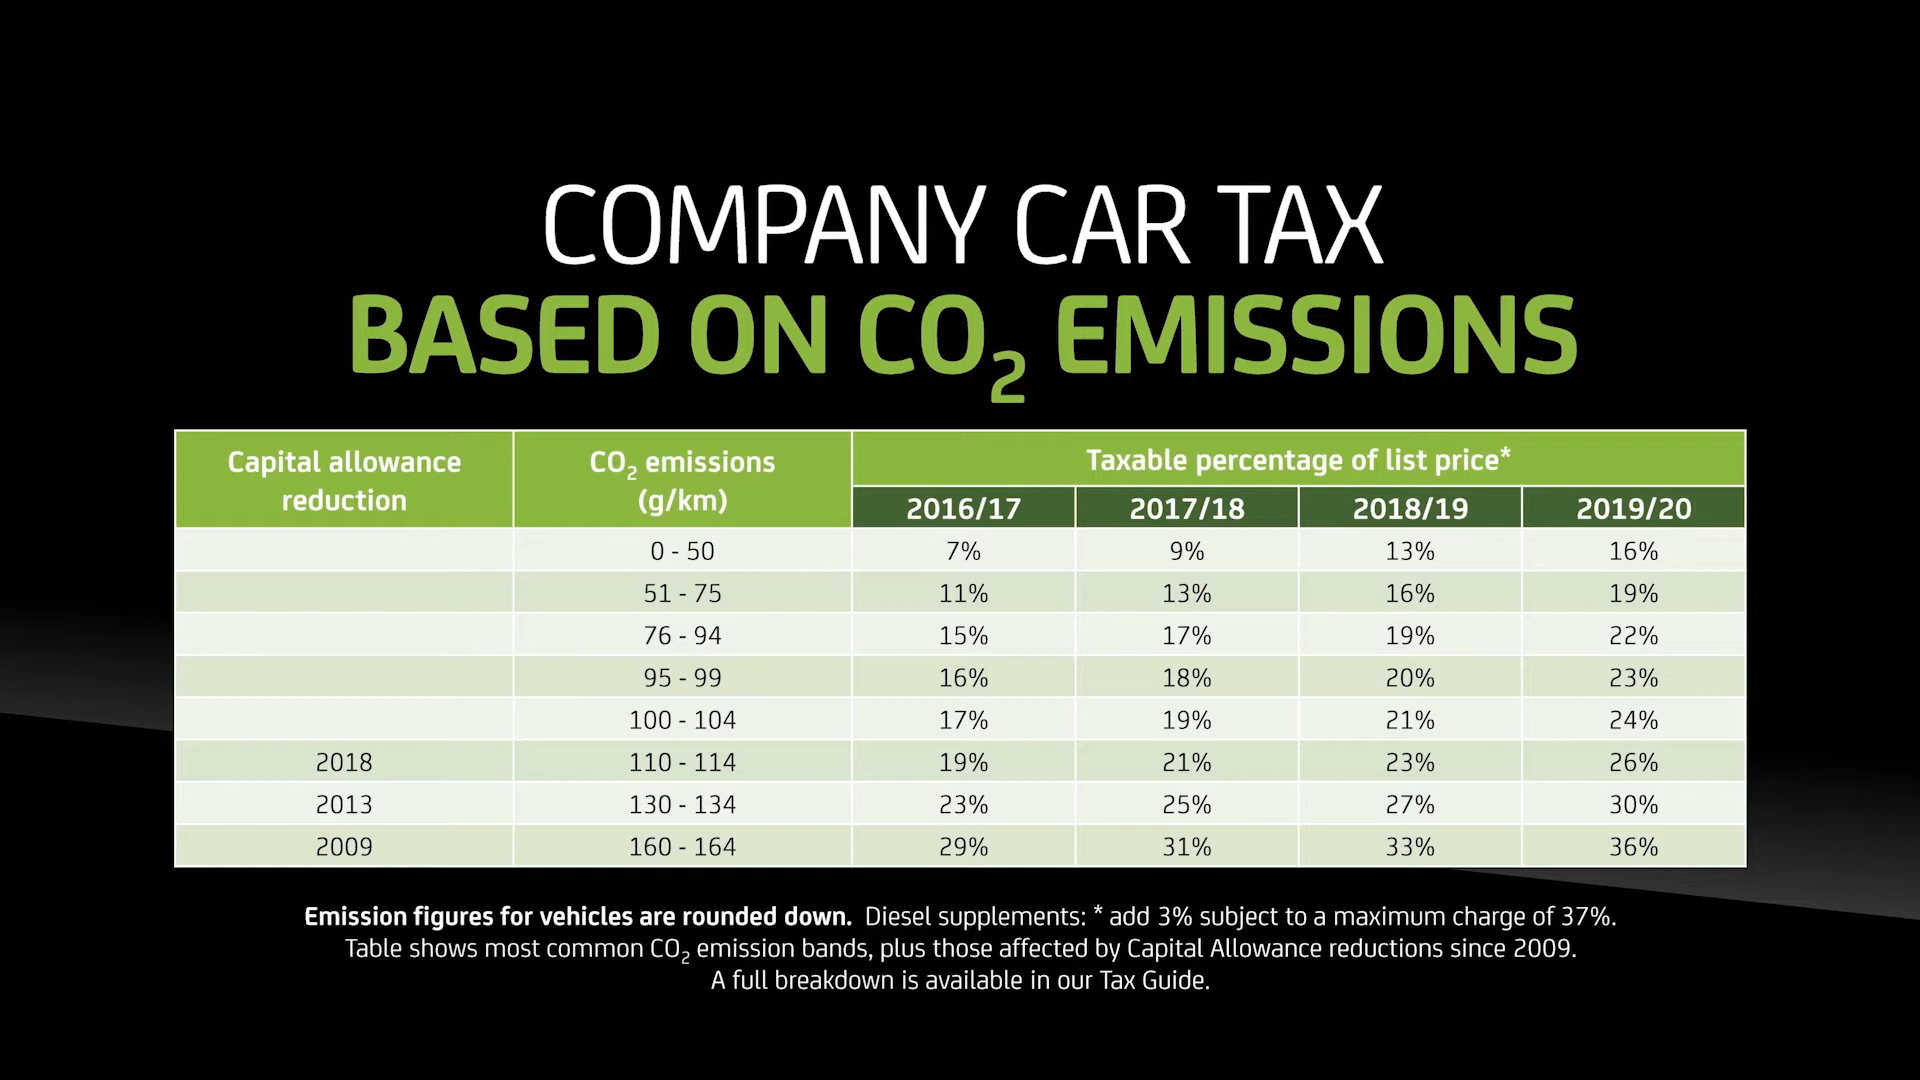 COMPANY CAR TAX
BASED ON CO₂ EMISSIONS
Capital allowance reduction CO₂ emissions (g/km) Taxable percentage of list price*
2016/17 2017/18 2018/19 2019/20
0 - 50 7% 9% 13% 16%
51 - 75 11% 13% 16% 19%
76 - 94 15% 17% 19% 22%
95 - 99 16% 18% 20% 23%
100 - 104 17% 19% 21% 24%
2018 110 - 114 19% 21% 23% 26%
2013 130 - 134 23% 25% 27% 30%
2009 160 - 164 29% 31% 33% 36%
Emission figures for vehicles are rounded down. Diesel supplements: * add 3% subject to a maximum charge of 37%.
Table shows most common CO₂ emission bands, plus those affected by Capital Allowance reductions since 2009.
A full breakdown is available in our Tax Guide.